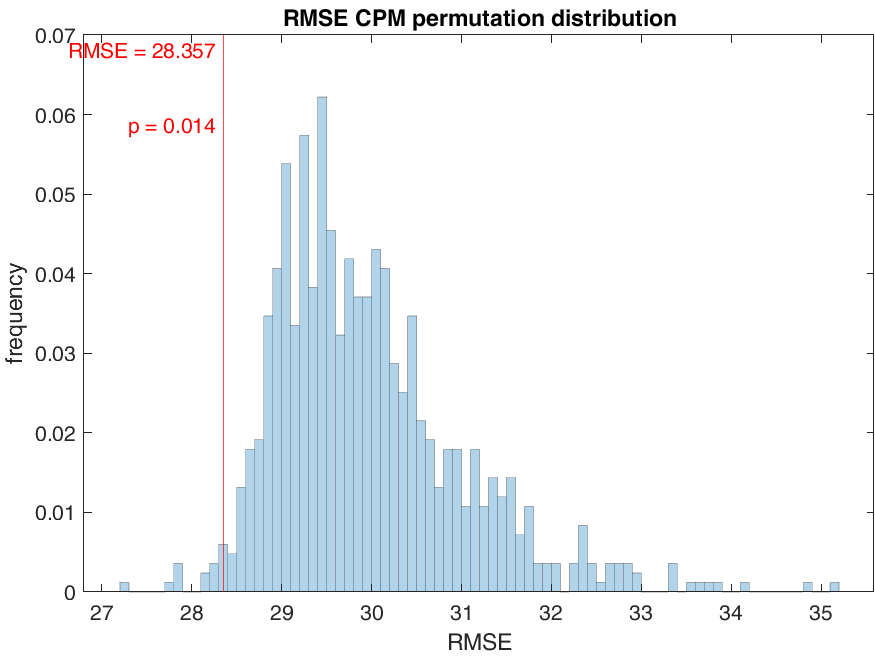 RMSE CPM permutation distribution
RMSE = 28.357
p = 0.014
0.07
0.06
0.05
0.04
0.03
0.02
0.01
0
frequency
27 28 29 30 31 32 33 34 35
RMSE